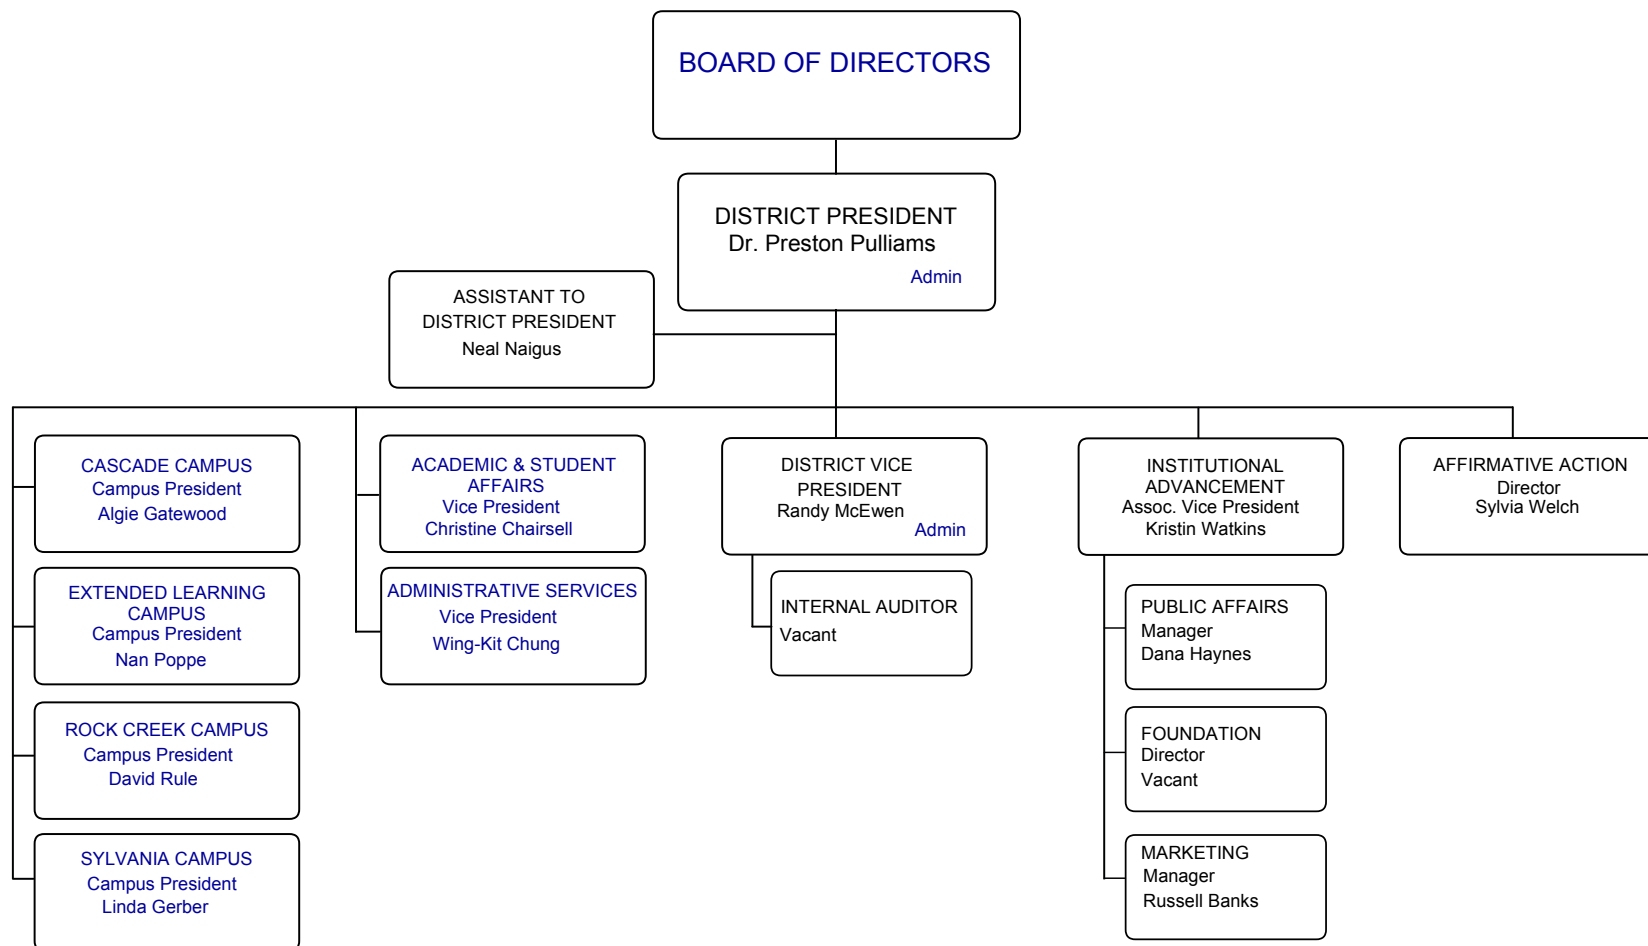 BOARD OF DIRECTORS
DISTRICT PRESIDENT
Dr. Preston Pulliams
Admin
ASSISTANT TO
DISTRICT PRESIDENT
Neal Naigus
CASCADE CAMPUS
Campus President
Algie Gatewood
EXTENDED LEARNING
CAMPUS
Campus President
Nan Poppe
ROCK CREEK CAMPUS
Campus President
David Rule
SYLVANIA CAMPUS
Campus President
Linda Gerber
ACADEMIC & STUDENT
AFFAIRS
Vice President
Christine Chairsell
ADMINISTRATIVE SERVICES
Vice President
Wing-Kit Chung
DISTRICT VICE
PRESIDENT
Randy McEwen
Admin
INTERNAL AUDITOR
Vacant
INSTITUTIONAL
ADVANCEMENT
Assoc. Vice President
Kristin Watkins
PUBLIC AFFAIRS
Manager
Dana Haynes
FOUNDATION
Director
Vacant
MARKETING
Manager
Russell Banks
AFFIRMATIVE ACTION
Director
Sylvia Welch